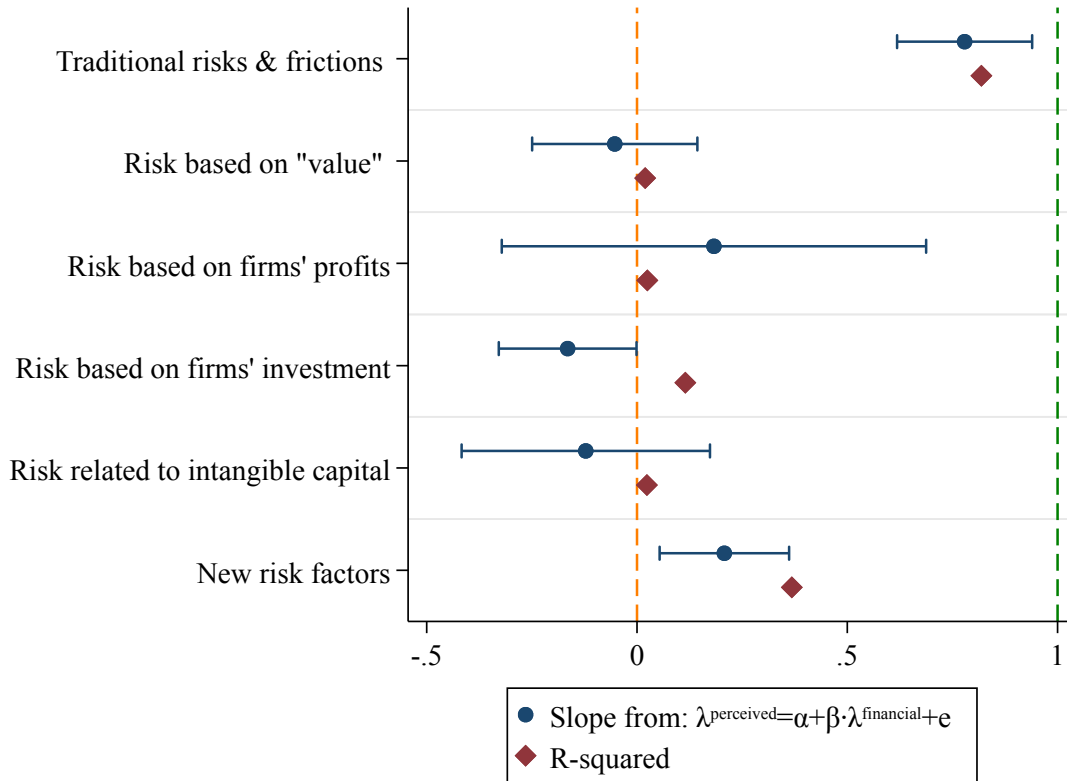 Traditional risks & frictions
Risk based on "value"
Risk based on firms' profits
Risk based on firms' investment
Risk related to intangible capital
New risk factors
-.5 0 .5 1
Slope from: λᵖᵉʳᶜᵉⁱᵛᵉᵈ=α+β·λᶠⁱⁿᵃⁿᶜⁱᵃˡ+e
R-squared